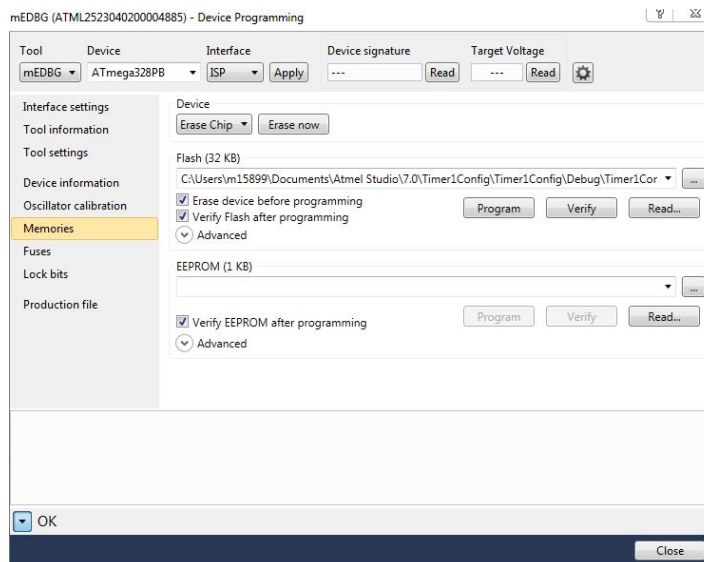 mEDBG (ATML2523040200004885) - Device Programming
Tool Device Interface Device signature Target Voltage
mEDBG ATmega328PB ISP Apply --- Read --- Read
Interface settings
Tool information
Tool settings
Device information
Oscillator calibration
Memories
Fuses
Lock bits
Production file
Device
Erase Chip Erase now
Flash (32 KB)
C:\Users\m15899\Documents\Atmel Studio\7.0\Timer1Config\Timer1Config\Debug\Timer1Cor ...
Erase device before programming
Verify Flash after programming
Program Verify Read...
Advanced
EEPROM (1 KB)
...
Verify EEPROM after programming
Program Verify Read...
Advanced
OK
Close